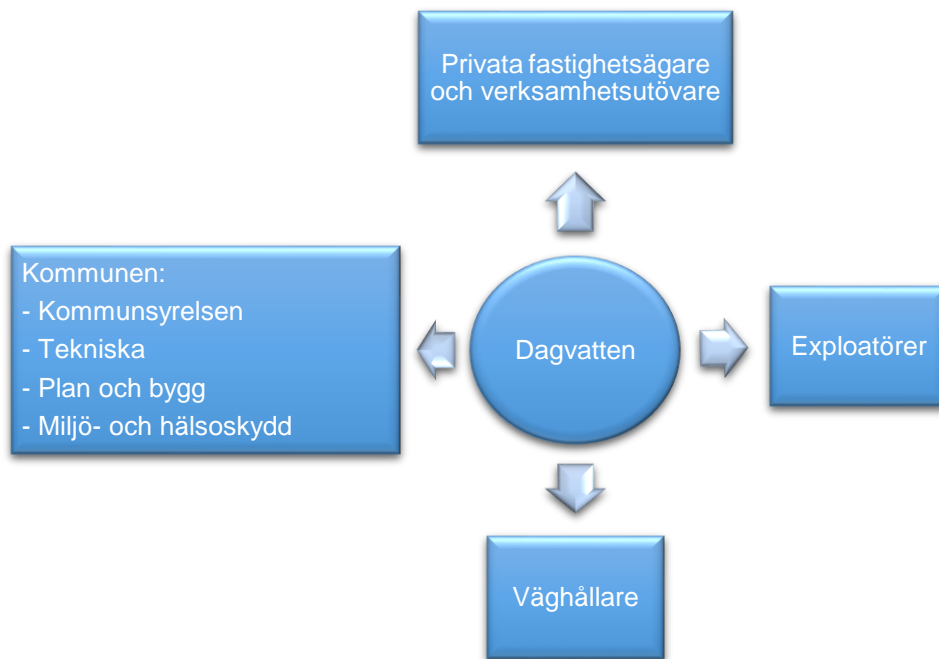 Privata fastighetsägare
och verksamhetsutövare
Kommunen:
- Kommunsyrelsen
- Tekniska
- Plan och bygg
- Miljö- och hälsoskydd
Dagvatten
Exploatörer
Väghållare